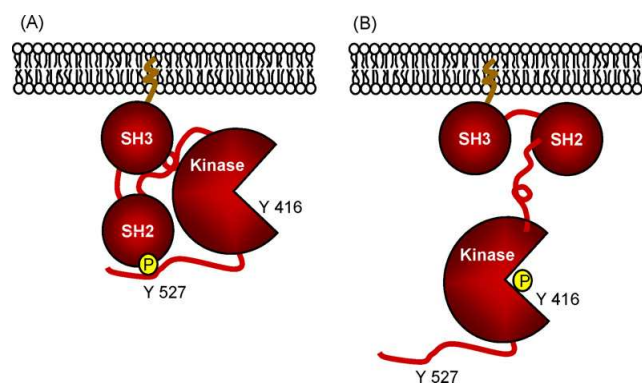 (A)
SH3
Kinase
Y 416
SH2
P
Y 527
(B)
SH3
SH2
Kinase
P
Y 416
Y 527